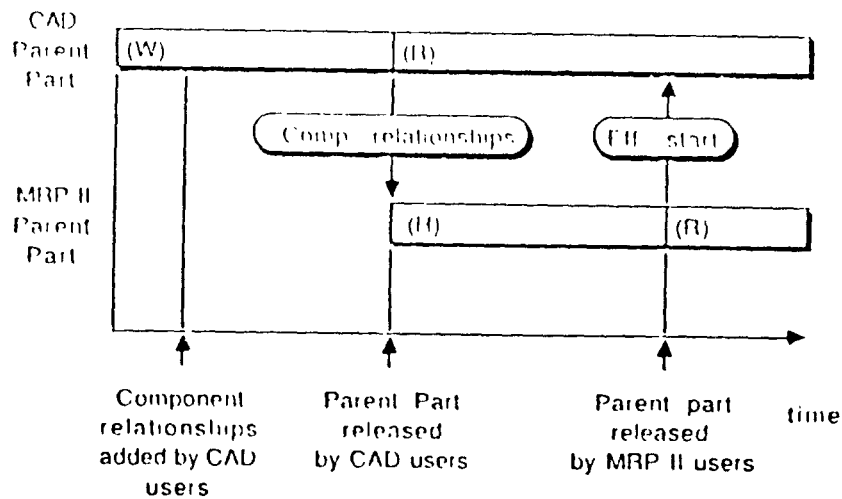 CAD
Parent
Part
(W)
(R)
Comp. relationships
Eff. start
MRP II
Parent
Part
(H)
(R)
Component
relationships
added by CAD
users
Parent Part
released
by CAD users
Parent part
released
by MRP II users
time